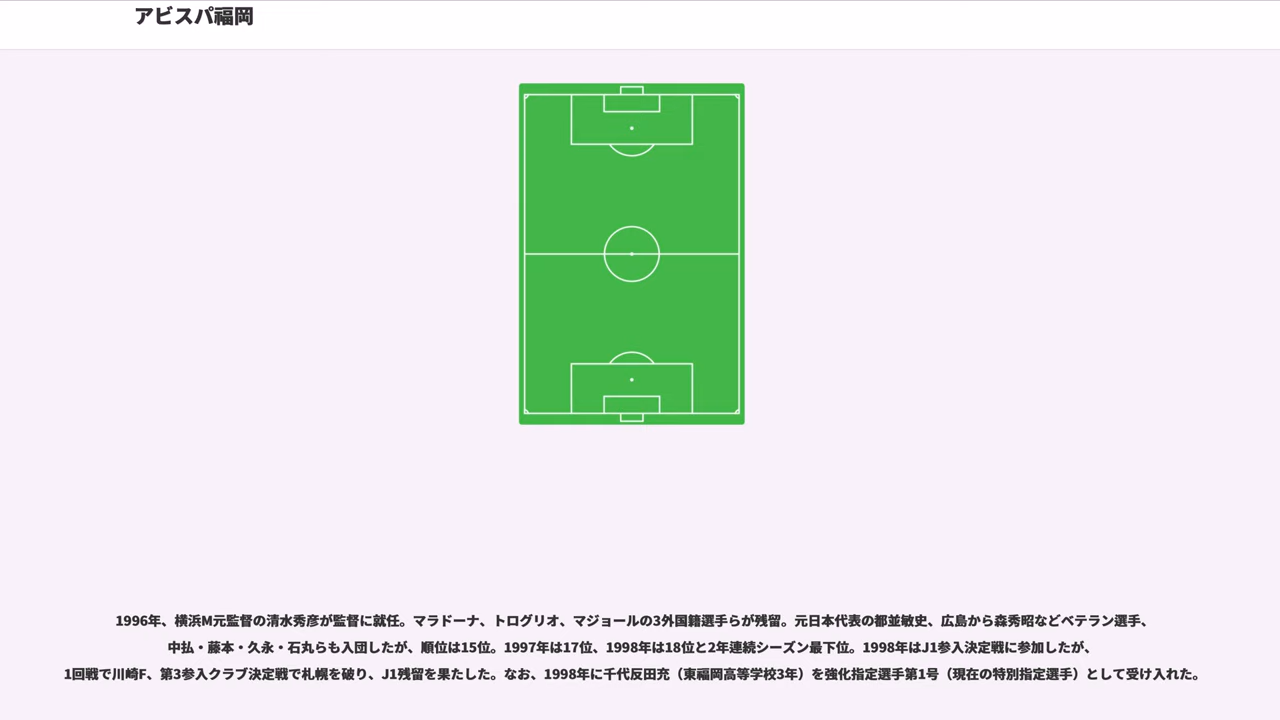 アビスパ福岡
1996年、横浜M元監督の清水秀彦が監督に就任。マラドーナ、トログリオ、マジョールの3外国籍選手らが残留。元日本代表の都並敏史、広島から森秀昭などベテラン選手、
中払・藤本・久永・石丸らも入団したが、順位は15位。1997年は17位、1998年は18位と2年連続シーズン最下位。1998年はJ1参入決定戦に参加したが、
1回戦で川崎F、第3参入クラブ決定戦で札幌を破り、J1残留を果たした。なお、1998年に千代反田充（東福岡高等学校3年）を強化指定選手第1号（現在の特別指定選手）として受け入れた。